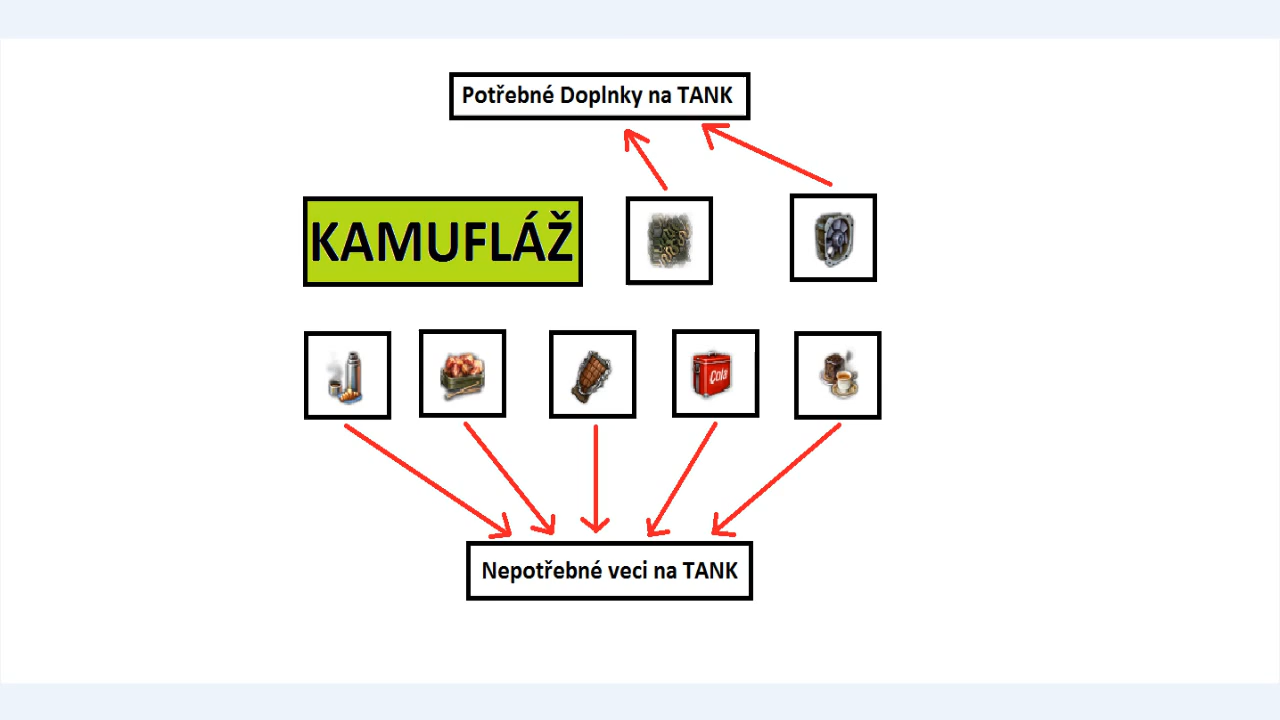 Potřebné Doplnky na TANK
KAMUFLÁŽ
Cola
Nepotřebné veci na TANK